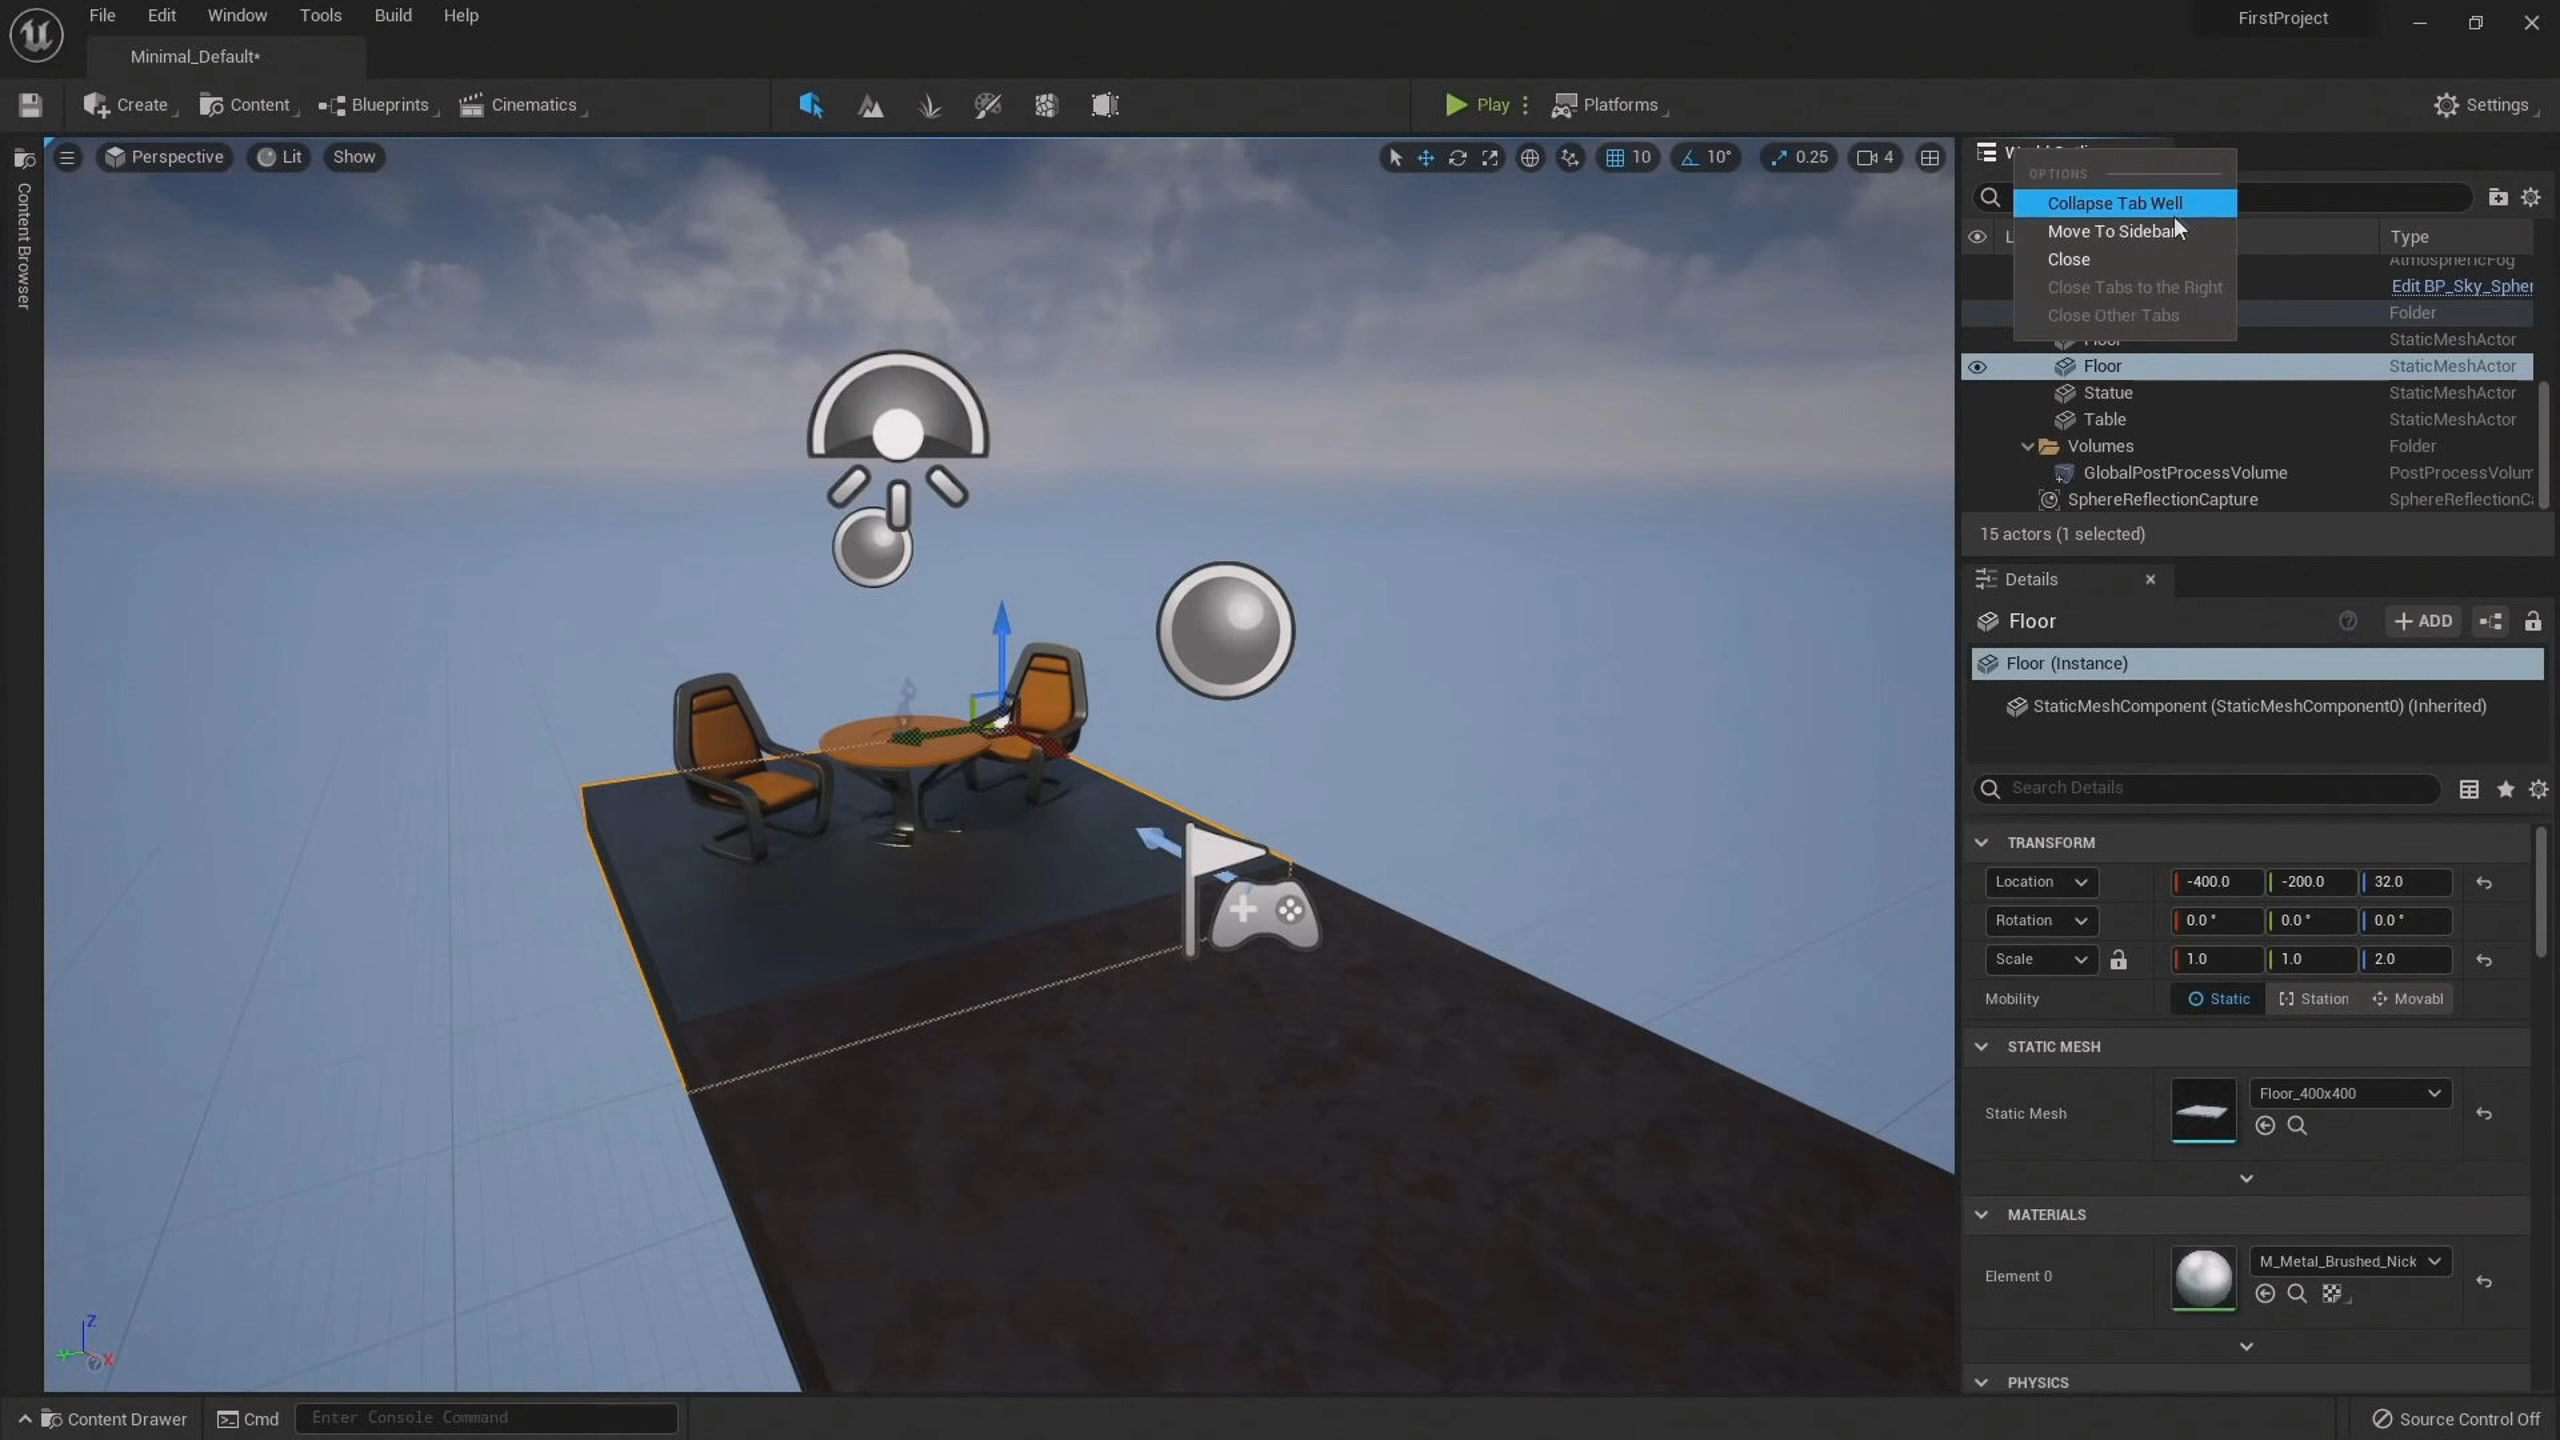 File Edit Window Tools Build Help
FirstProject
Minimal_Default*
Create Content Blueprints Cinematics
Play Platforms Settings
Content Browser
Perspective Lit Show
10 10° 0.25 4
OPTIONS
Collapse Tab Well
Move To Sidebar
Close
Close Tabs to the Right
Close Other Tabs
L Type
AtmosphericFog
Edit BP_Sky_Spher
Folder
Floor StaticMeshActor
Floor StaticMeshActor
Statue StaticMeshActor
Table StaticMeshActor
Volumes Folder
GlobalPostProcessVolume PostProcessVolum
SphereReflectionCapture SphereReflectionC
15 actors (1 selected)
Details
Floor ADD
Floor (Instance)
StaticMeshComponent (StaticMeshComponent0) (Inherited)
Search Details
TRANSFORM
Location -400.0 -200.0 32.0
Rotation 0.0 ° 0.0 ° 0.0 °
Scale 1.0 1.0 2.0
Mobility Static Station Movabl
STATIC MESH
Static Mesh Floor_400x400
MATERIALS
Element 0 M_Metal_Brushed_Nick
PHYSICS
Z
X
Content Drawer Cmd Enter Console Command
Source Control Off